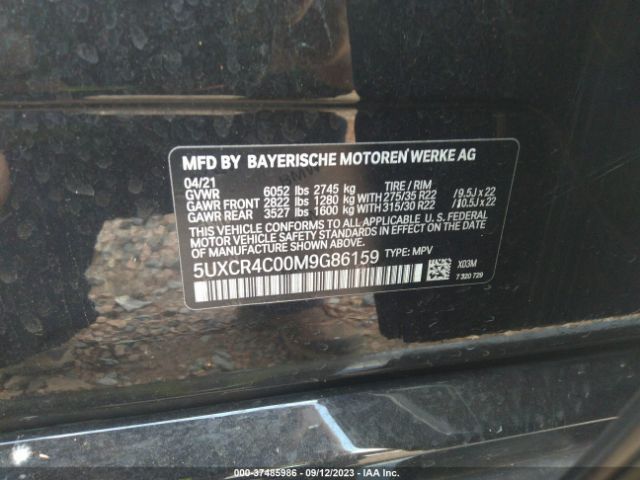 MFD BY BAYERISCHE MOTOREN WERKE AG
04/21
GVWR 6052 lbs 2745 kg TIRE / RIM
GAWR FRONT 2822 lbs 1280 kg WITH 275/35 R22 /9.5J x 22
GAWR REAR 3527 lbs 1600 kg WITH 315/30 R22 /10.5J x 22
THIS VEHICLE CONFORMS TO ALL APPLICABLE U. S. FEDERAL
MOTOR VEHICLE SAFETY STANDARDS IN EFFECT ON THE DATE
OF MANUFACTURE SHOWN ABOVE.
5UXCR4C00M9G86159 TYPE: MPV
X03M
7 320 729
000-37485986 - 09/12/2023 - IAA Inc.